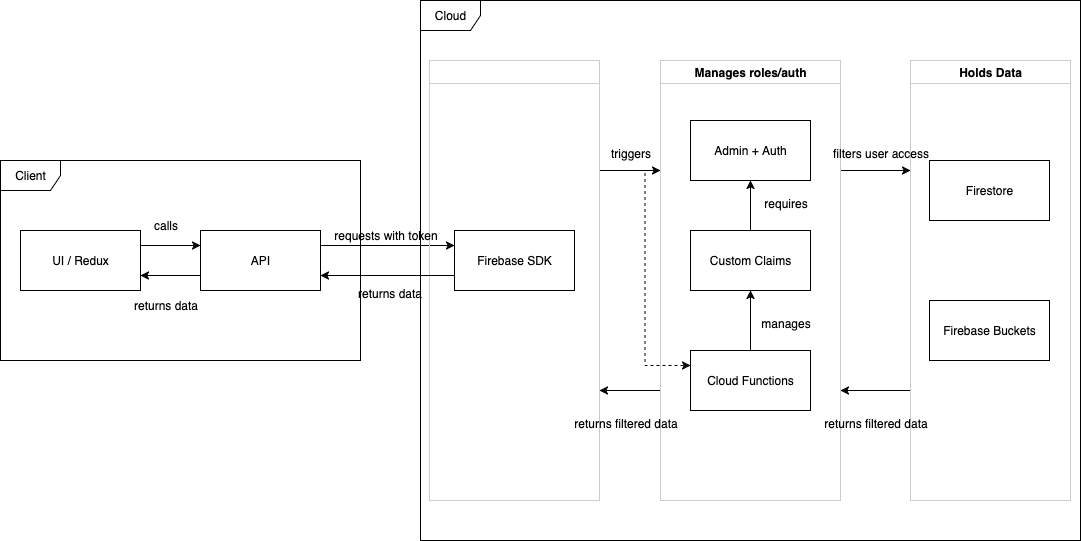 Cloud
Manages roles/auth
Holds Data
Admin + Auth
triggers
filters user access
Client
Firestore
requires
calls
requests with token
UI / Redux
API
Firebase SDK
Custom Claims
returns data
returns data
manages
Firebase Buckets
Cloud Functions
returns filtered data
returns filtered data